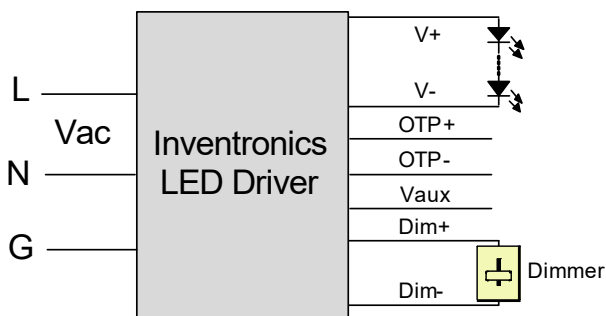 L
Vac
N
G
Inventronics
LED Driver
V+
V-
OTP+
OTP-
Vaux
Dim+
Dim-
Dimmer